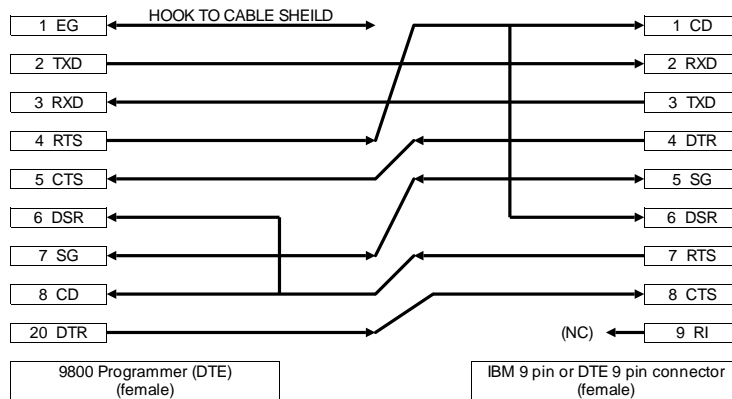 HOOK TO CABLE SHEILD
1 EG
1 CD
2 TXD
2 RXD
3 RXD
3 TXD
4 RTS
4 DTR
5 CTS
5 SG
6 DSR
6 DSR
7 SG
7 RTS
8 CD
8 CTS
20 DTR
(NC)
9 RI
9800 Programmer (DTE)
(female)
IBM 9 pin or DTE 9 pin connector
(female)